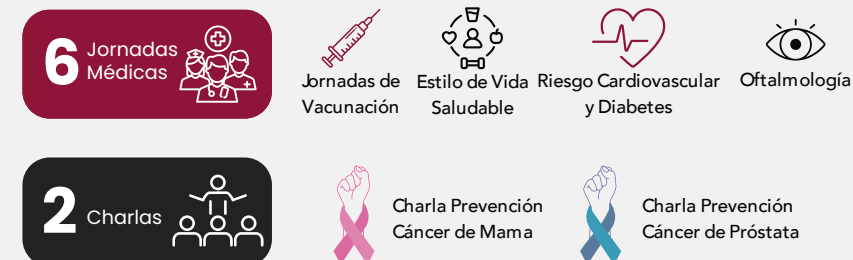 6 Jornadas
Médicas
Jornadas de
Vacunación
Estilo de Vida
Saludable
Riesgo Cardiovascular
y Diabetes
Oftalmología
2 Charlas
Charla Prevención
Cáncer de Mama
Charla Prevención
Cáncer de Próstata